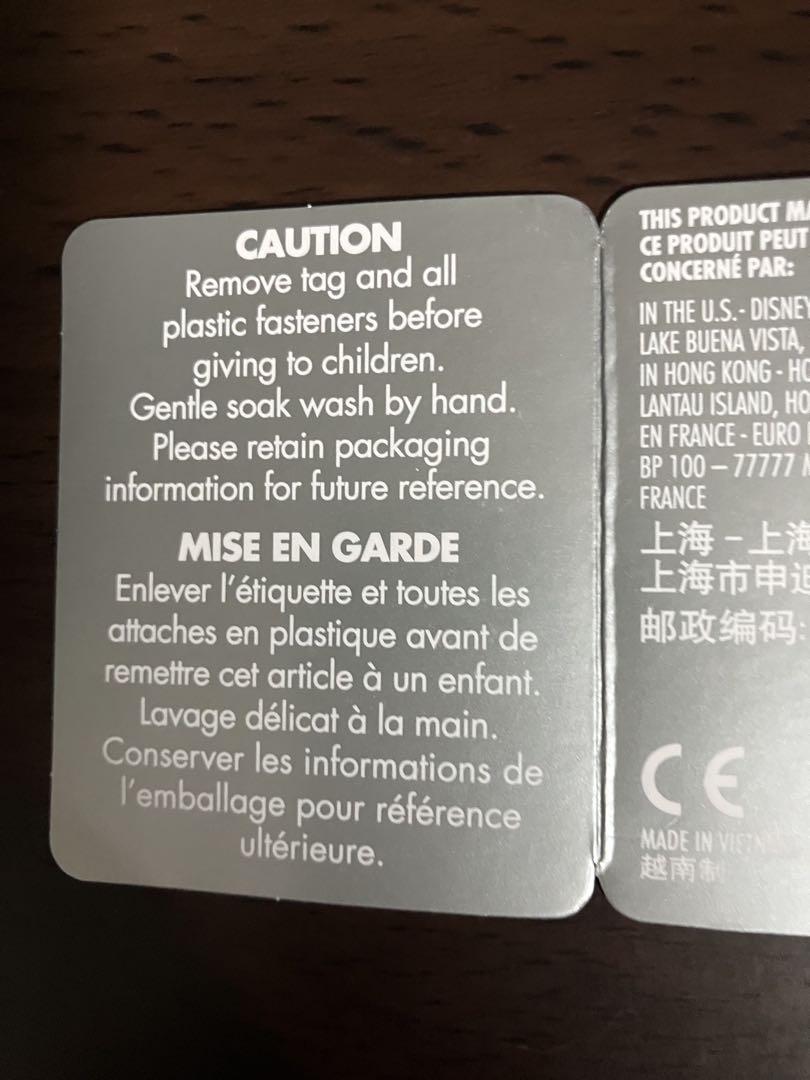 CAUTION
Remove tag and all
plastic fasteners before
giving to children.
Gentle soak wash by hand.
Please retain packaging
information for future reference.
MISE EN GARDE
Enlever l'étiquette et toutes les
attaches en plastique avant de
remettre cet article à un enfant.
Lavage délicat à la main.
Conserver les informations de
l'emballage pour référence
ultérieure.
THIS PRODUCT
CE PRODUIT PEUT
CONCERNÉ PAR:
IN THE U.S.- DISNEY
LAKE BUENA VISTA,
IN HONG KONG -
LANTAU ISLAND,
EN FRANCE - EURO
BP 100 – 77777
FRANCE
上海 – 上海
上海市申迪
邮政编码:
CE
MADE IN VIETNAM
越南制